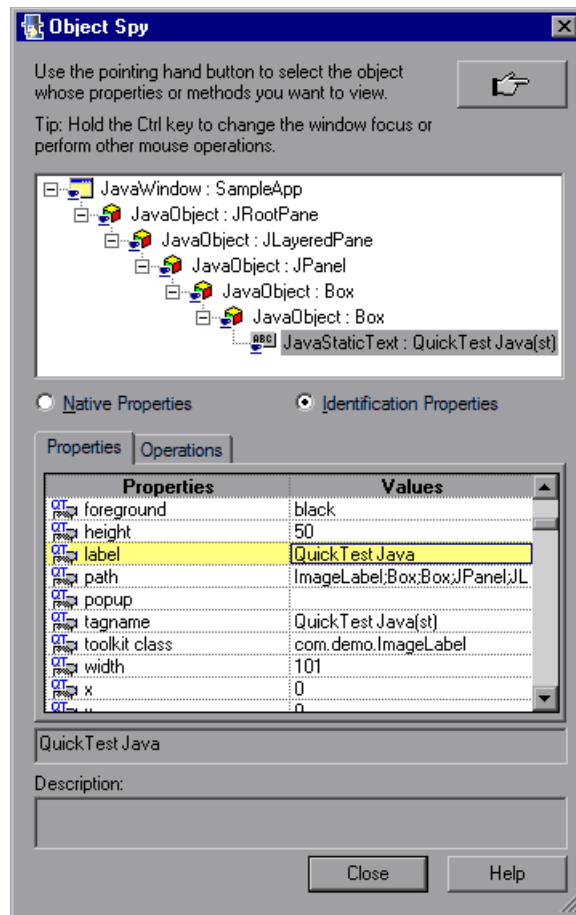 Object Spy
Use the pointing hand button to select the object
whose properties or methods you want to view.
Tip: Hold the Ctrl key to change the window focus or
perform other mouse operations.
JavaWindow : SampleApp
JavaObject : JRootPane
JavaObject : JLayeredPane
JavaObject : JPanel
JavaObject : Box
JavaObject : Box
ABC JavaStaticText : QuickTest Java(st)
Native Properties Identification Properties
Properties Operations
Properties Values
foreground black
height 50
label QuickTest Java
path ImageLabel;Box;Box;JPanel;JL
popup
tagname QuickTest Java(st)
toolkit class com.demo.ImageLabel
width 101
x 0
QuickTest Java
Description:
Close Help